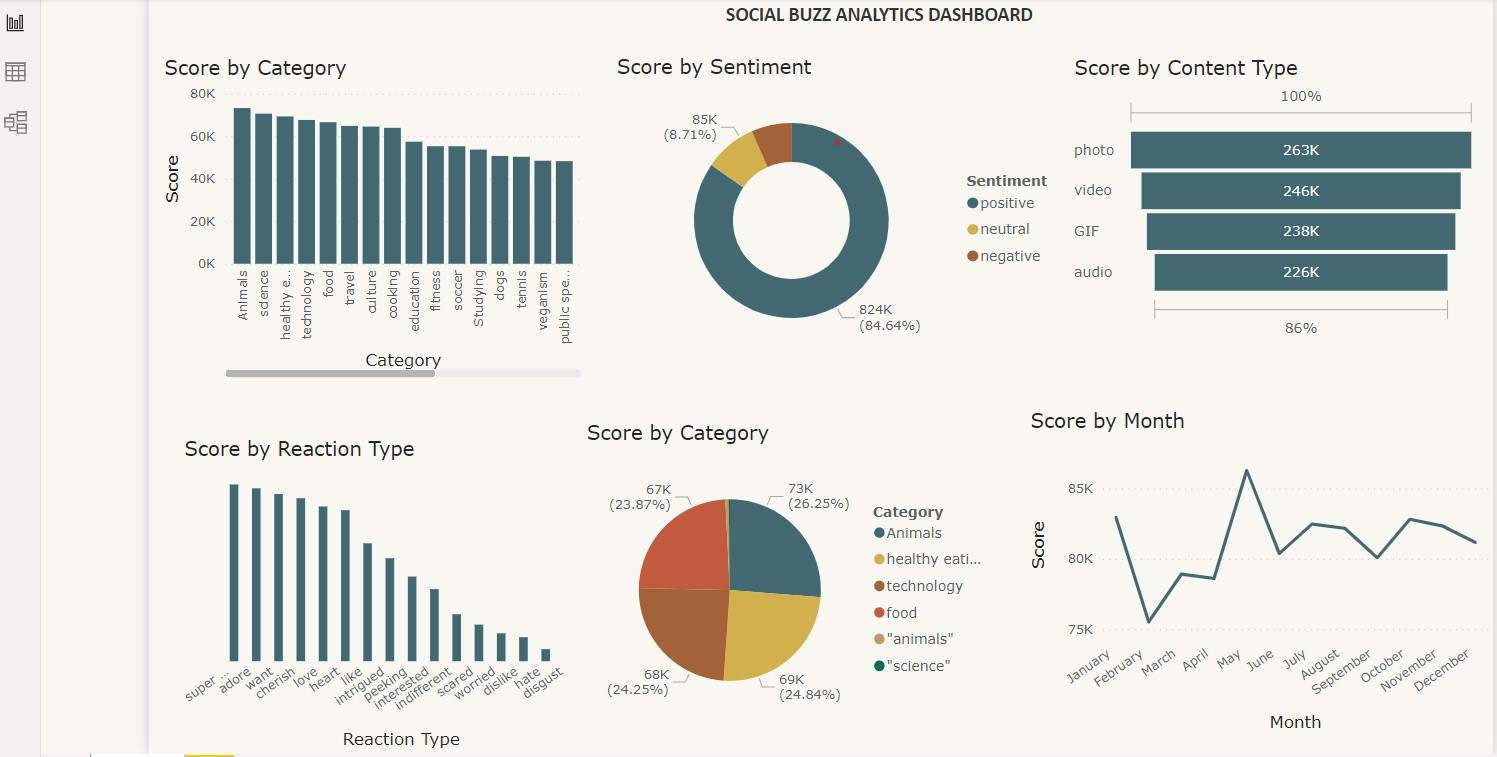 SOCIAL BUZZ ANALYTICS DASHBOARD
Score by Category
80K
60K
40K
20K
0K
Score
Animals
science
healthy e...
technology
food
travel
culture
cooking
education
fitness
soccer
Studying
dogs
tennis
veganism
public spe...
Category
Score by Sentiment
85K
(8.71%)
824K
(84.64%)
Sentiment
positive
neutral
negative
Score by Content Type
100%
photo
263K
video
246K
GIF
238K
audio
226K
86%
Score by Reaction Type
super ...
adore
want
cherish
love
heart
like
intrigued
peeking
interested
indifferent
scared
worried
dislike
hate
disgust
Reaction Type
Score by Category
67K
(23.87%)
73K
(26.25%)
68K
(24.25%)
69K
(24.84%)
Category
Animals
healthy eati...
technology
food
"animals"
"science"
Score by Month
85K
80K
75K
Score
January
February
March
April
May
June
July
August
September
October
November
December
Month